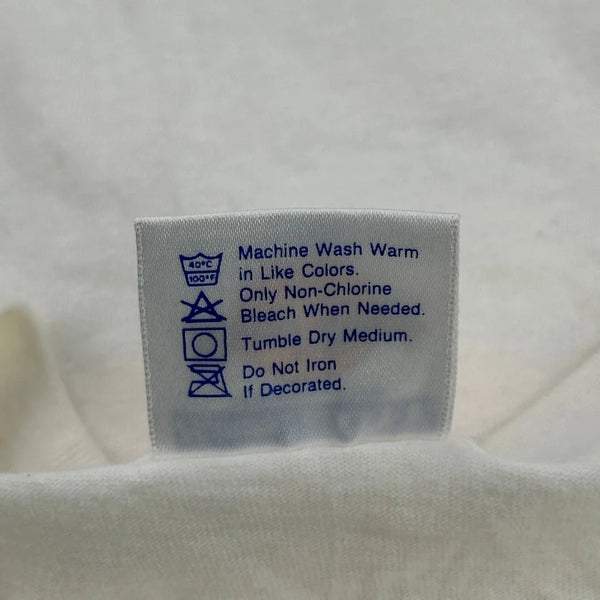 40°C
100°F
Machine Wash Warm
in Like Colors.
Only Non-Chlorine
Bleach When Needed.
Tumble Dry Medium.
Do Not Iron
If Decorated.